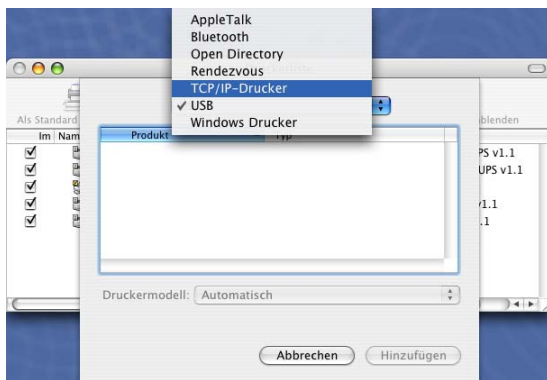 AppleTalk
Bluetooth
Open Directory
Rendezvous
TCP/IP-Drucker
✓ USB
Windows Drucker
Als Standard
blenden
Im Nam
Produkt Typ
PS v1.1
UPS v1.1
v1.1
.1
Druckermodell: Automatisch
Abbrechen Hinzufügen